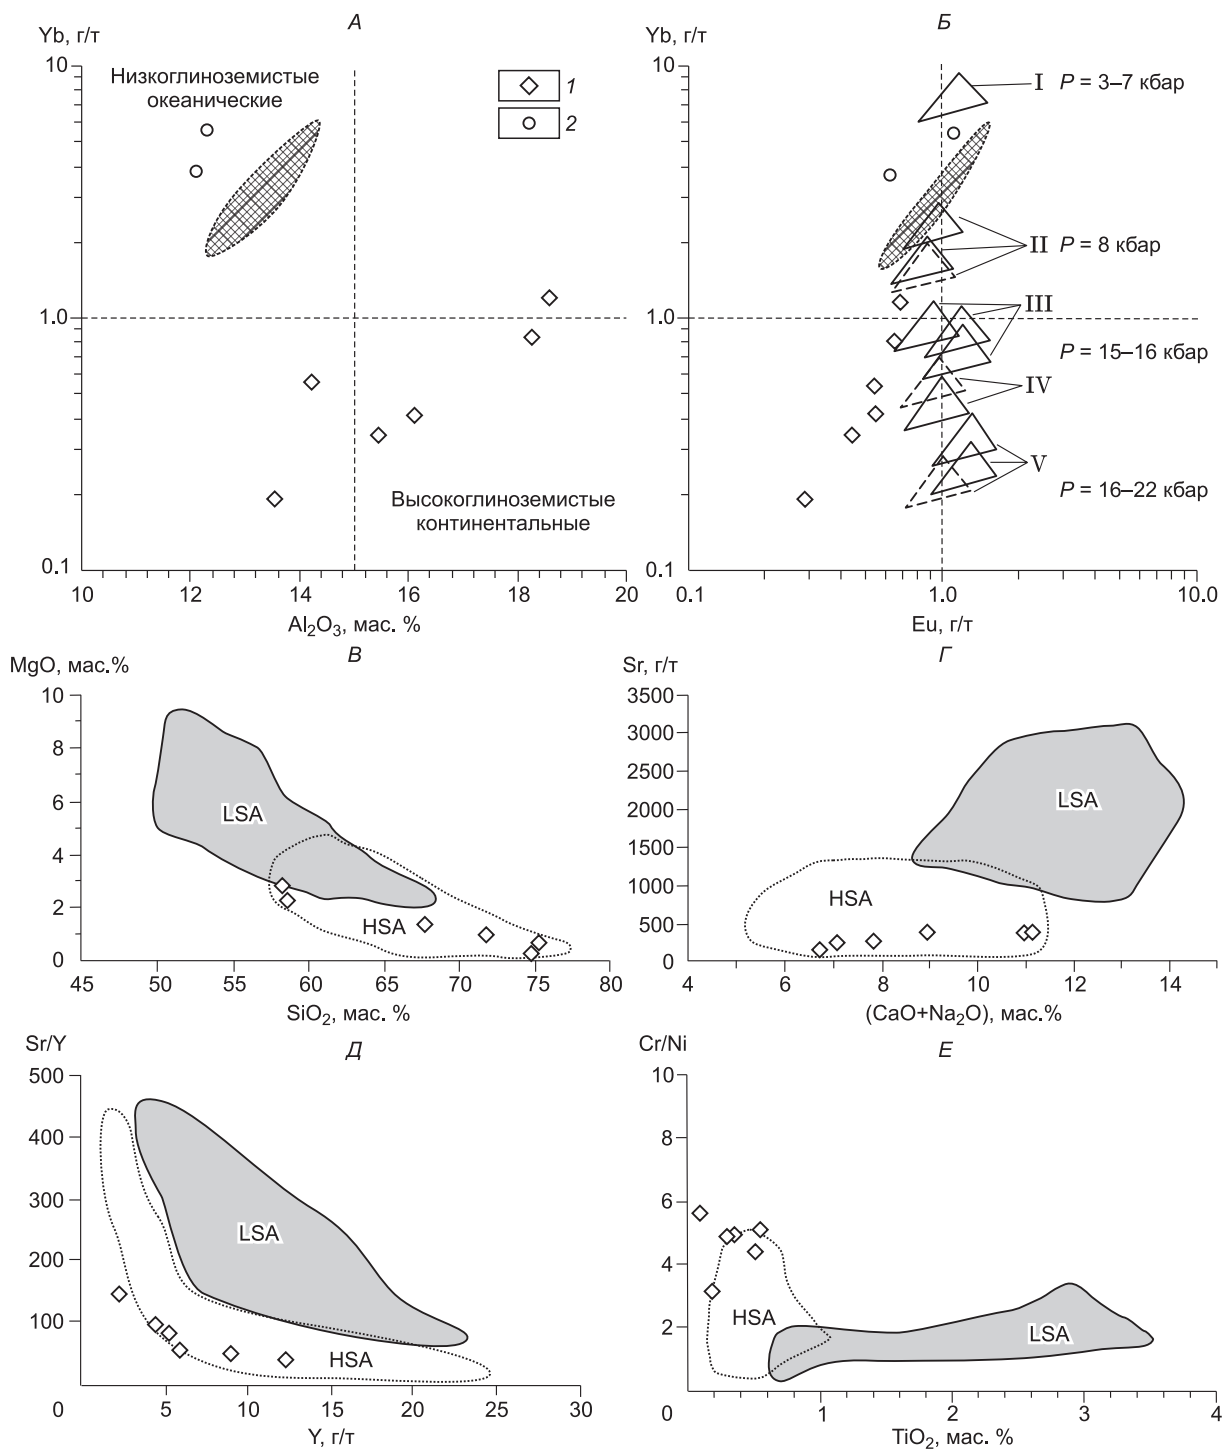 А
Yb, г/т
10
1.0
0.1
Низкоглиноземистые
океанические
1
2
Высокоглиноземистые
континентальные
10 12 14 16 18 20
Al₂O₃, мас. %
Б
Yb, г/т
10
1.0
0.1
I P = 3–7 кбар
II P = 8 кбар
III
P = 15–16 кбар
IV
V
P = 16–22 кбар
0.1 1.0 10.0
Eu, г/т
В
MgO, мас.%
10
8
6
4
2
0
LSA
HSA
45 50 55 60 65 70 75 80
SiO₂, мас. %
Г
Sr, г/т
3500
3000
2500
2000
1500
1000
500
0
LSA
HSA
4 6 8 10 12 14
(CaO+Na₂O), мас.%
Д
Sr/Y
500
400
300
200
100
LSA
HSA
0 5 10 15 20 25 30
Y, г/т
Е
Cr/Ni
10
8
6
4
2
HSA
LSA
0 1 2 3 4
TiO₂, мас. %